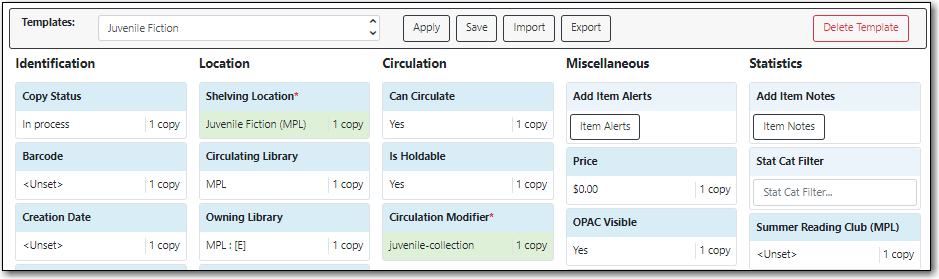 Templates: Juvenile Fiction Apply Save Import Export Delete Template
Identification Location Circulation Miscellaneous Statistics
Copy Status
In process 1 copy
Barcode
<Unset> 1 copy
Creation Date
<Unset> 1 copy
Shelving Location*
Juvenile Fiction (MPL) 1 copy
Circulating Library
MPL 1 copy
Owning Library
MPL : [E] 1 copy
Can Circulate
Yes 1 copy
Is Holdable
Yes 1 copy
Circulation Modifier*
juvenile-collection 1 copy
Add Item Alerts
Item Alerts
Price
$0.00 1 copy
OPAC Visible
Yes 1 copy
Add Item Notes
Item Notes
Stat Cat Filter
Stat Cat Filter...
Summer Reading Club (MPL)
<Unset> 1 copy